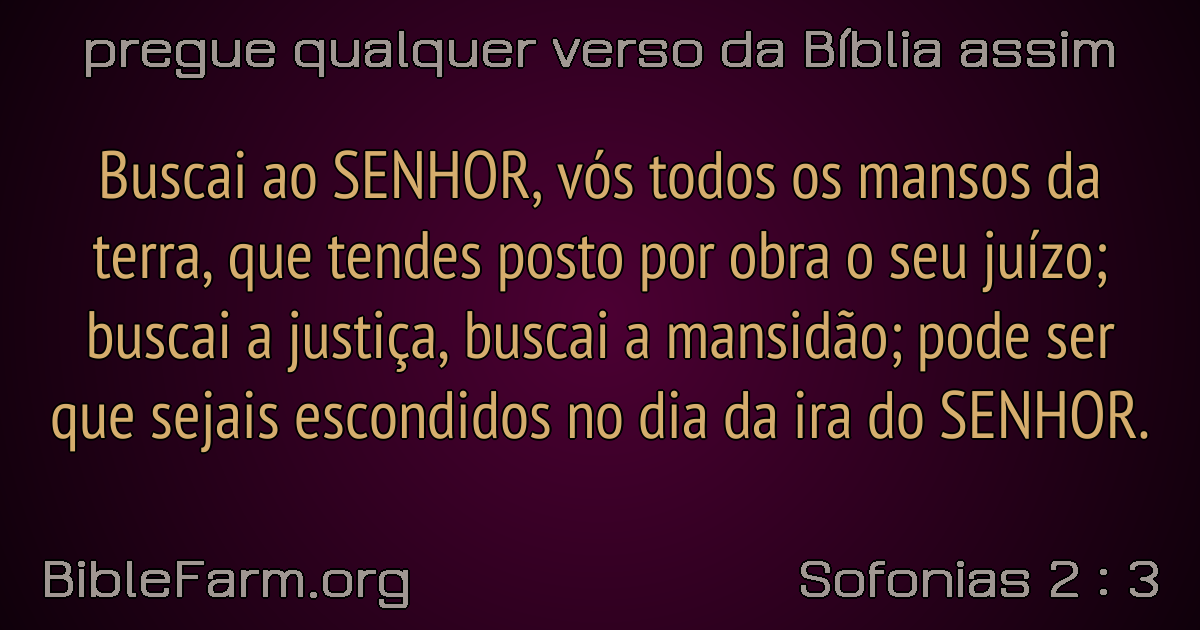 pregue qualquer verso da Bíblia assim
Buscai ao SENHOR, vós todos os mansos da
terra, que tendes posto por obra o seu juízo;
buscai a justiça, buscai a mansidão; pode ser
que sejais escondidos no dia da ira do SENHOR.
BibleFarm.org
Sofonias 2 : 3